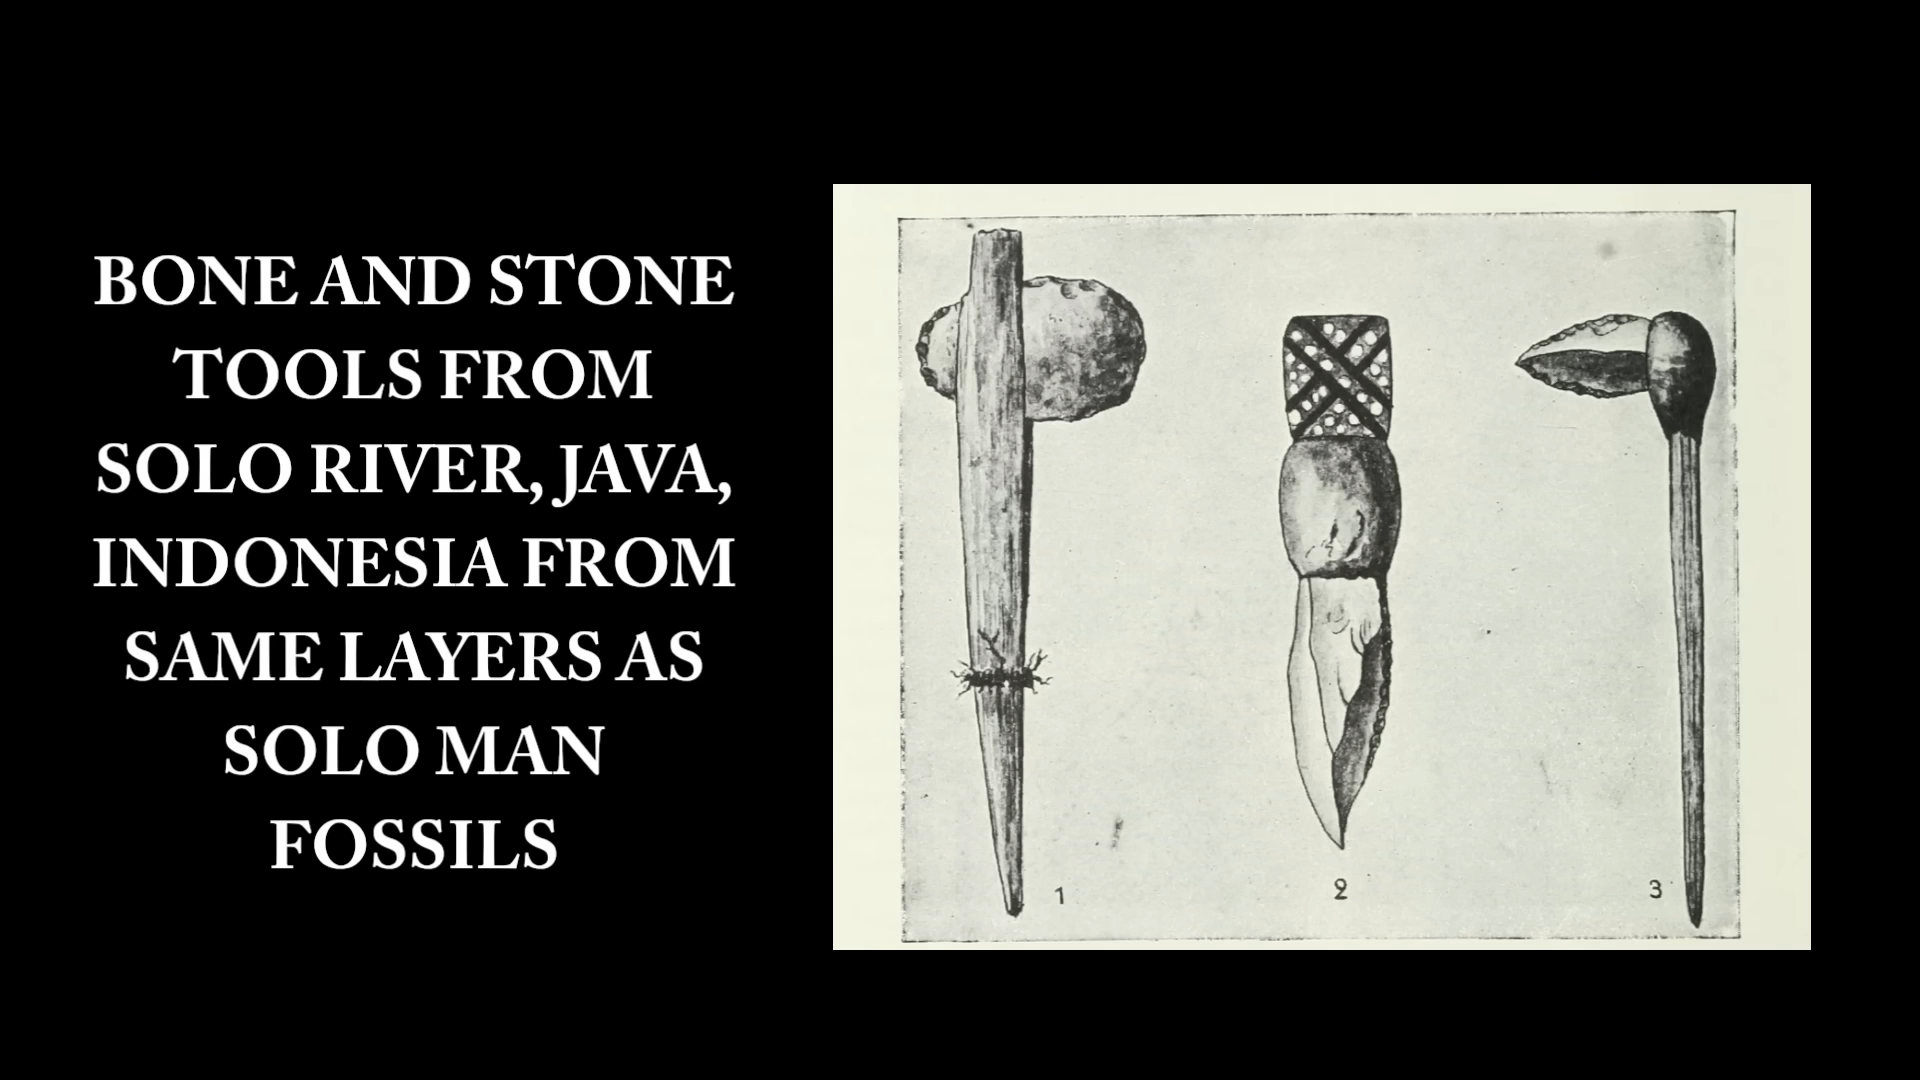 BONE AND STONE
TOOLS FROM
SOLO RIVER, JAVA,
INDONESIA FROM
SAME LAYERS AS
SOLO MAN
FOSSILS
1
2
3